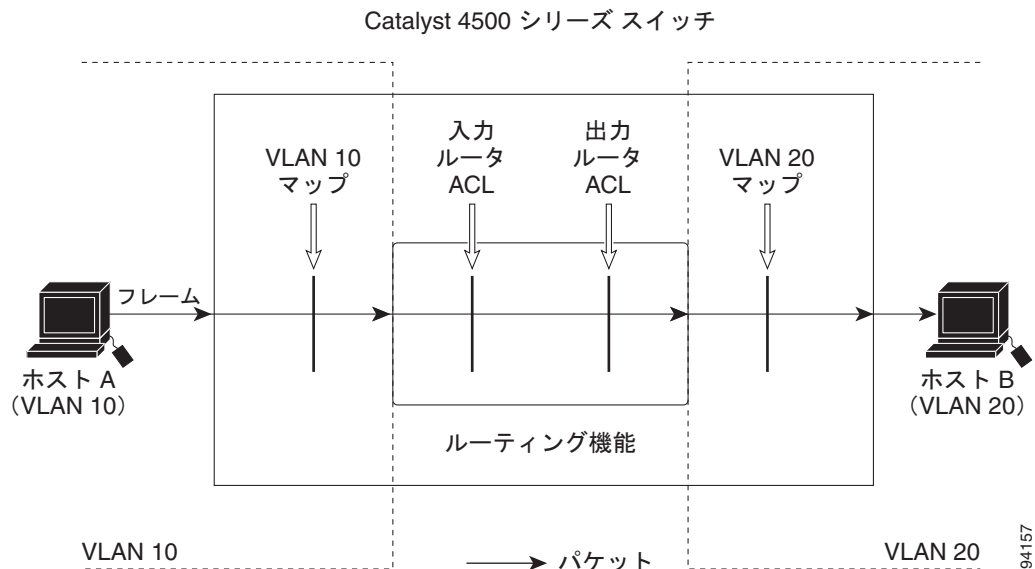 Catalyst 4500 シリーズ スイッチ
VLAN 10
マップ
入力
ルータ
ACL
出力
ルータ
ACL
VLAN 20
マップ
フレーム
ホスト A
(VLAN 10)
ホスト B
(VLAN 20)
ルーティング機能
VLAN 10
パケット
VLAN 20
94157